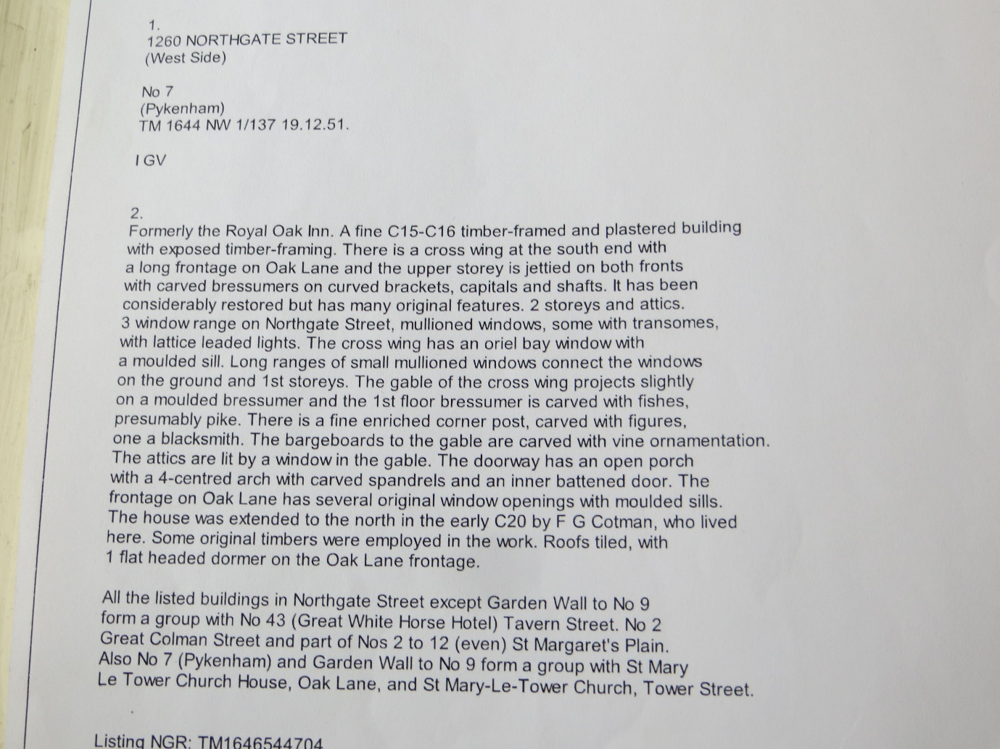 1.
1260 NORTHGATE STREET
(West Side)
No 7
(Pykenham)
TM 1644 NW 1/137 19.12.51.
I GV
2.
Formerly the Royal Oak Inn. A fine C15-C16 timber-framed and plastered building
with exposed timber-framing. There is a cross wing at the south end with
a long frontage on Oak Lane and the upper storey is jettied on both fronts
with carved bressumers on curved brackets, capitals and shafts. It has been
considerably restored but has many original features. 2 storeys and attics.
3 window range on Northgate Street, mullioned windows, some with transomes,
with lattice leaded lights. The cross wing has an oriel bay window with
a moulded sill. Long ranges of small mullioned windows connect the windows
on the ground and 1st storeys. The gable of the cross wing projects slightly
on a moulded bressumer and the 1st floor bressumer is carved with fishes,
presumably pike. There is a fine enriched corner post, carved with figures,
one a blacksmith. The bargeboards to the gable are carved with vine ornamentation.
The attics are lit by a window in the gable. The doorway has an open porch
with a 4-centred arch with carved spandrels and an inner battened door. The
frontage on Oak Lane has several original window openings with moulded sills.
The house was extended to the north in the early C20 by F G Cotman, who lived
here. Some original timbers were employed in the work. Roofs tiled, with
1 flat headed dormer on the Oak Lane frontage.
All the listed buildings in Northgate Street except Garden Wall to No 9
form a group with No 43 (Great White Horse Hotel) Tavern Street. No 2
Great Colman Street and part of Nos 2 to 12 (even) St Margaret's Plain.
Also No 7 (Pykenham) and Garden Wall to No 9 form a group with St Mary
Le Tower Church House, Oak Lane, and St Mary-Le-Tower Church, Tower Street.
Listing NGR: TM1646544704